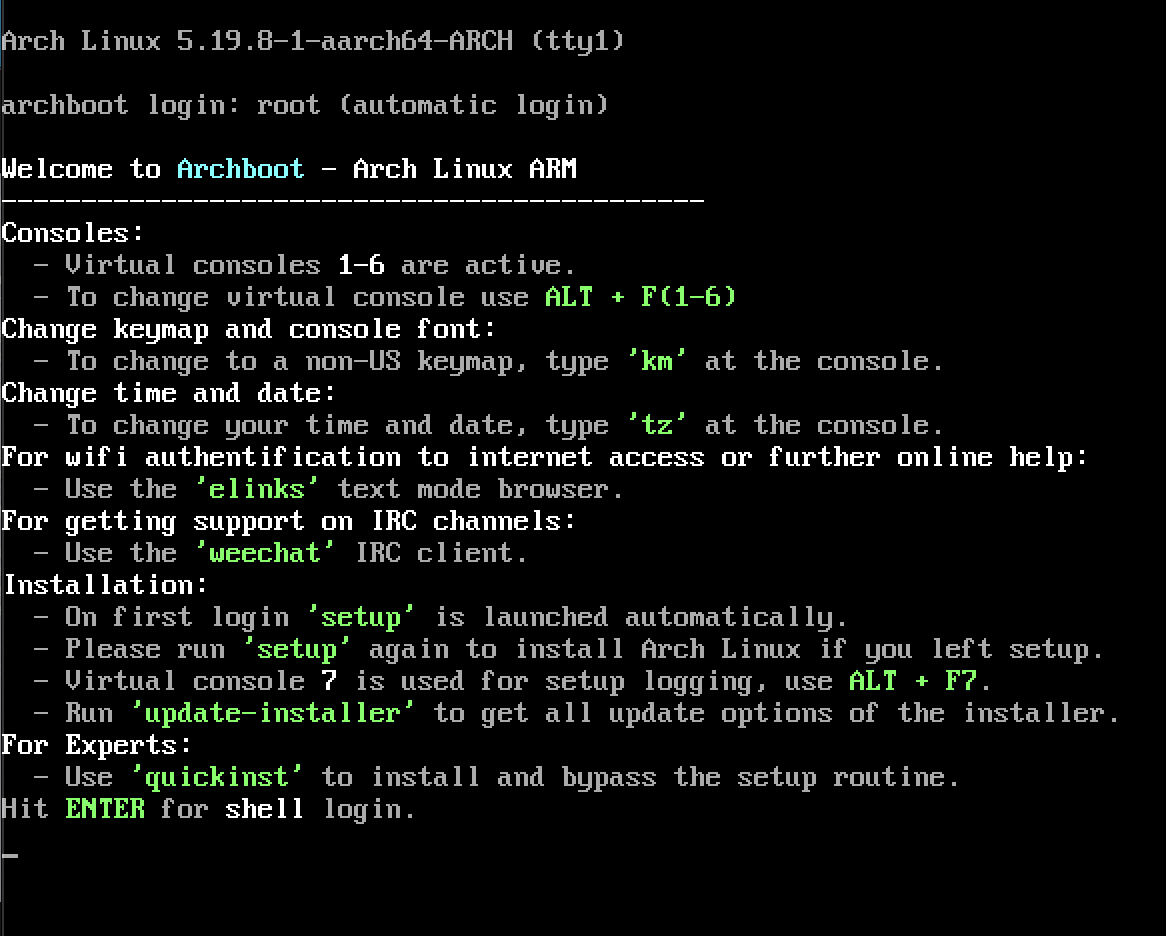 Arch Linux 5.19.8-1-aarch64-ARCH (tty1)
archboot login: root (automatic login)
Welcome to Archboot - Arch Linux ARM
--------------------------------------------
Consoles:
  - Virtual consoles 1-6 are active.
  - To change virtual console use ALT + F(1-6)
Change keymap and console font:
  - To change to a non-US keymap, type 'km' at the console.
Change time and date:
  - To change your time and date, type 'tz' at the console.
For wifi authentification to internet access or further online help:
  - Use the 'elinks' text mode browser.
For getting support on IRC channels:
  - Use the 'weechat' IRC client.
Installation:
  - On first login 'setup' is launched automatically.
  - Please run 'setup' again to install Arch Linux if you left setup.
  - Virtual console 7 is used for setup logging, use ALT + F7.
  - Run 'update-installer' to get all update options of the installer.
For Experts:
  - Use 'quickinst' to install and bypass the setup routine.
Hit ENTER for shell login.